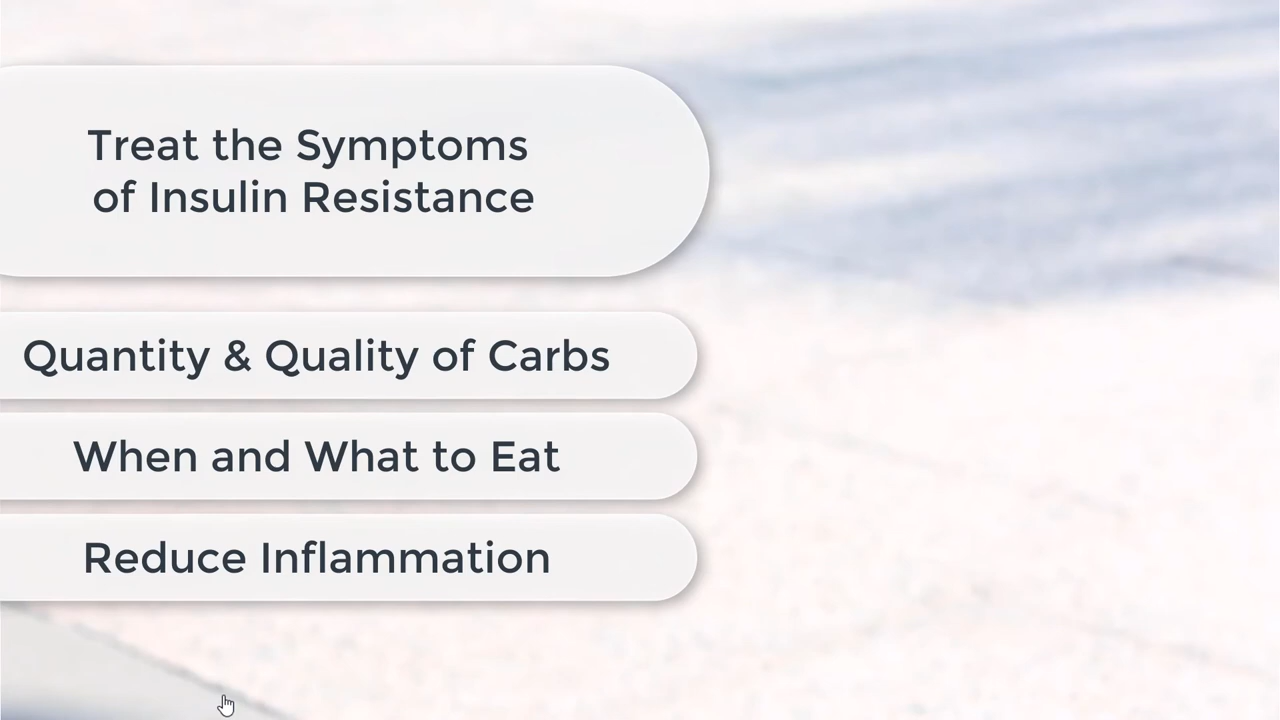 Treat the Symptoms
of Insulin Resistance
Quantity & Quality of Carbs
When and What to Eat
Reduce Inflammation